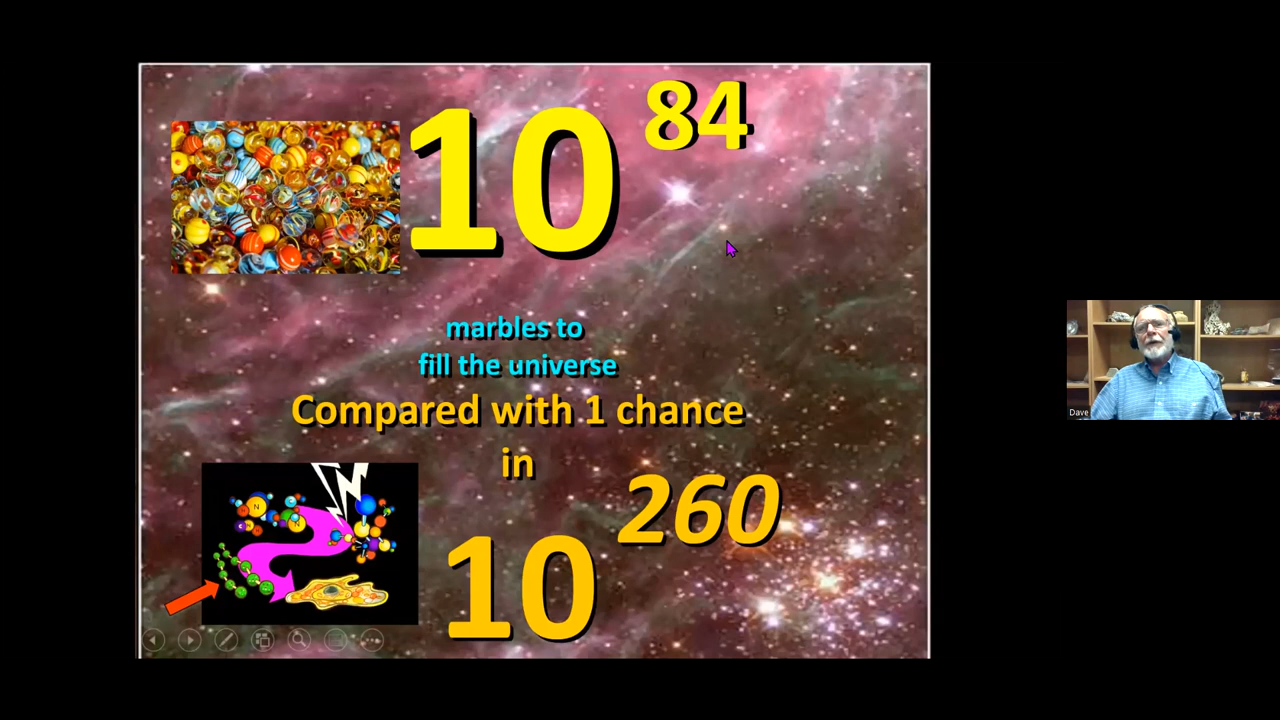 10 84
marbles to
fill the universe
Compared with 1 chance
in
10 260
Dave